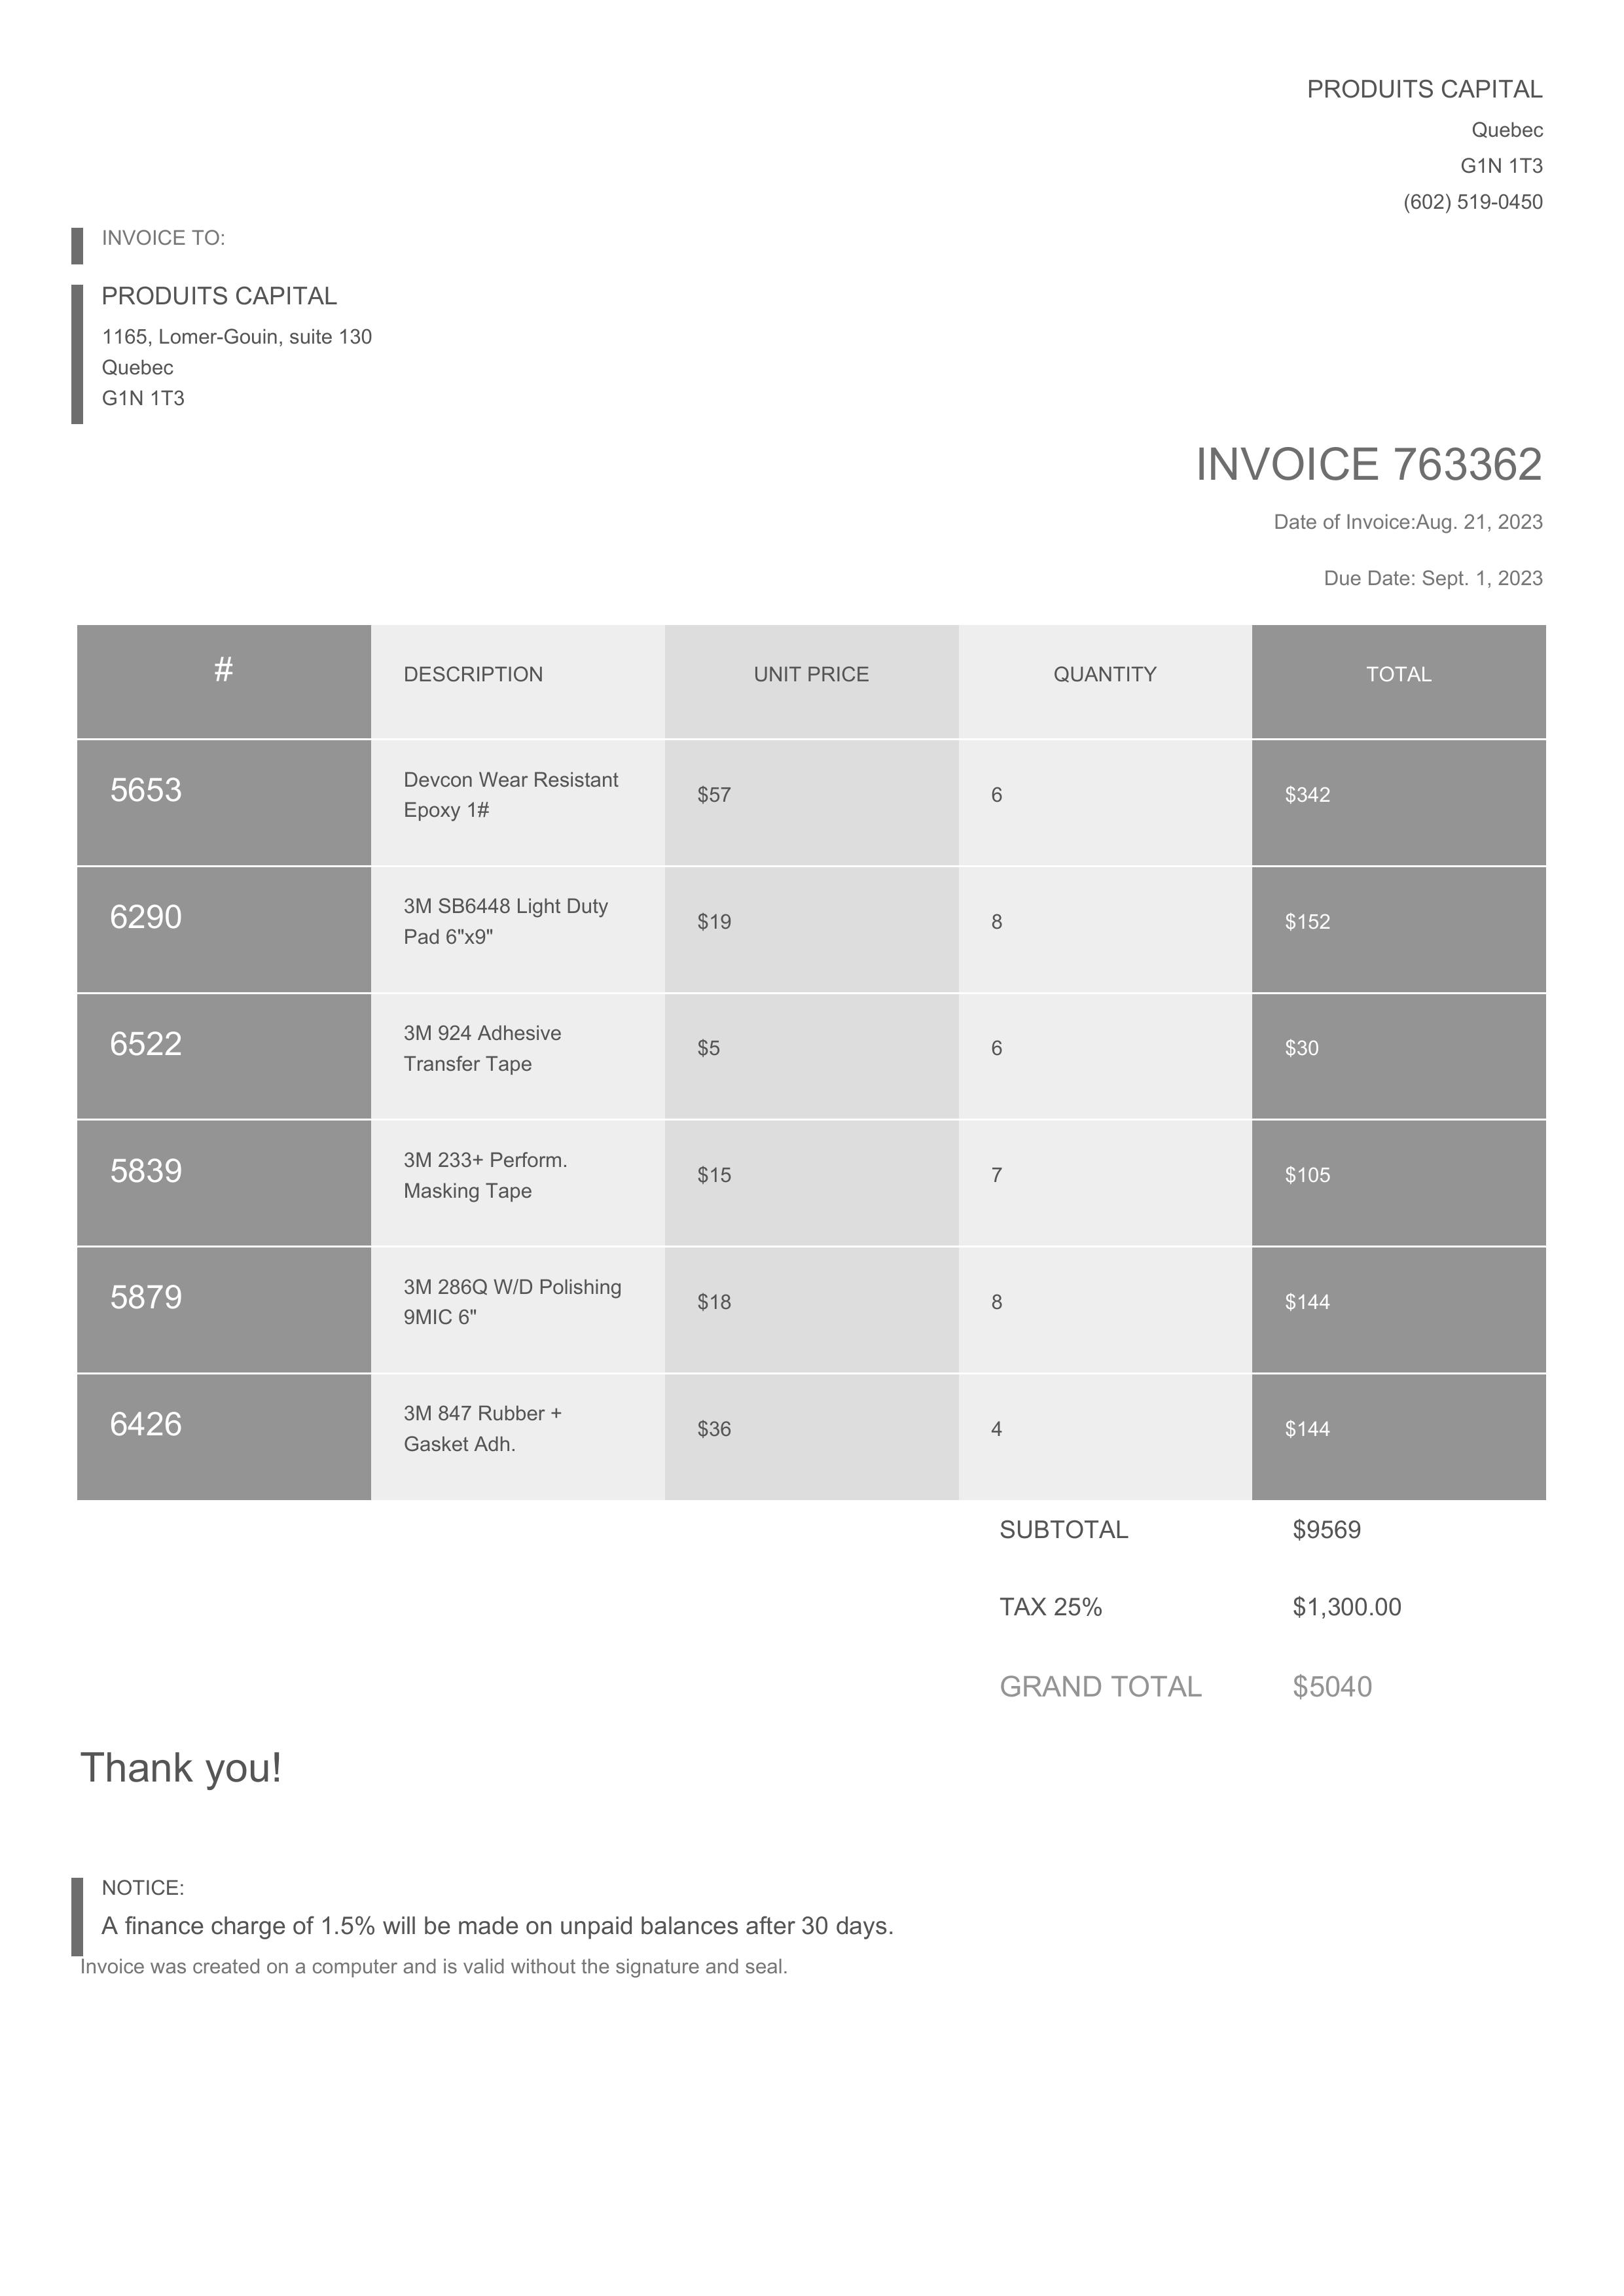 PRODUITS CAPITAL
Quebec
G1N 1T3
(602) 519-0450
INVOICE TO:
PRODUITS CAPITAL
1165, Lomer-Gouin, suite 130
Quebec
G1N 1T3
INVOICE 763362
Date of Invoice:Aug. 21, 2023
Due Date: Sept. 1, 2023
# DESCRIPTION UNIT PRICE QUANTITY TOTAL
5653 Devcon Wear Resistant $57 6 $342
Epoxy 1#
6290 3M SB6448 Light Duty $19 8 $152
Pad 6"x9"
6522 3M 924 Adhesive $5 6 $30
Transfer Tape
5839 3M 233+ Perform. $15 7 $105
Masking Tape
5879 3M 286Q W/D Polishing $18 8 $144
9MIC 6"
6426 3M 847 Rubber + $36 4 $144
Gasket Adh.
SUBTOTAL $9569
TAX 25% $1,300.00
GRAND TOTAL $5040
Thank you!
NOTICE:
A finance charge of 1.5% will be made on unpaid balances after 30 days.
Invoice was created on a computer and is valid without the signature and seal.